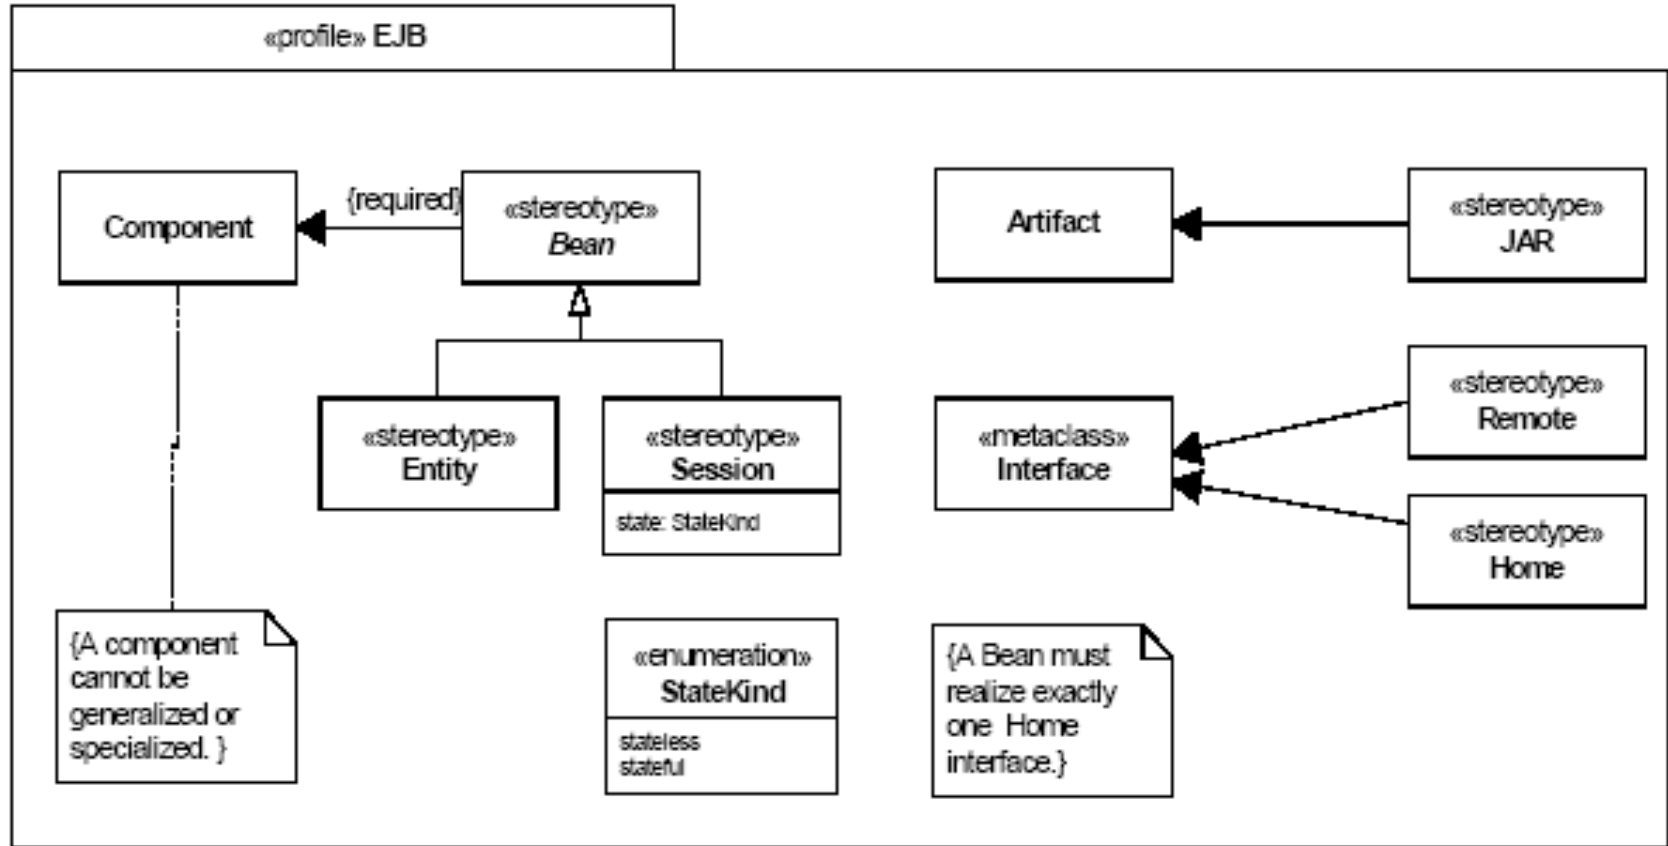 «profile» EJB
Component
{required}
«stereotype»
Bean
Artifact
«stereotype»
JAR
«stereotype»
Entity
«stereotype»
Session
state: StateKind
«metaclass»
Interface
«stereotype»
Remote
«stereotype»
Home
{A component
cannot be
generalized or
specialized. }
«enumeration»
StateKind
stateless
stateful
{A Bean must
realize exactly
one Home
interface.}